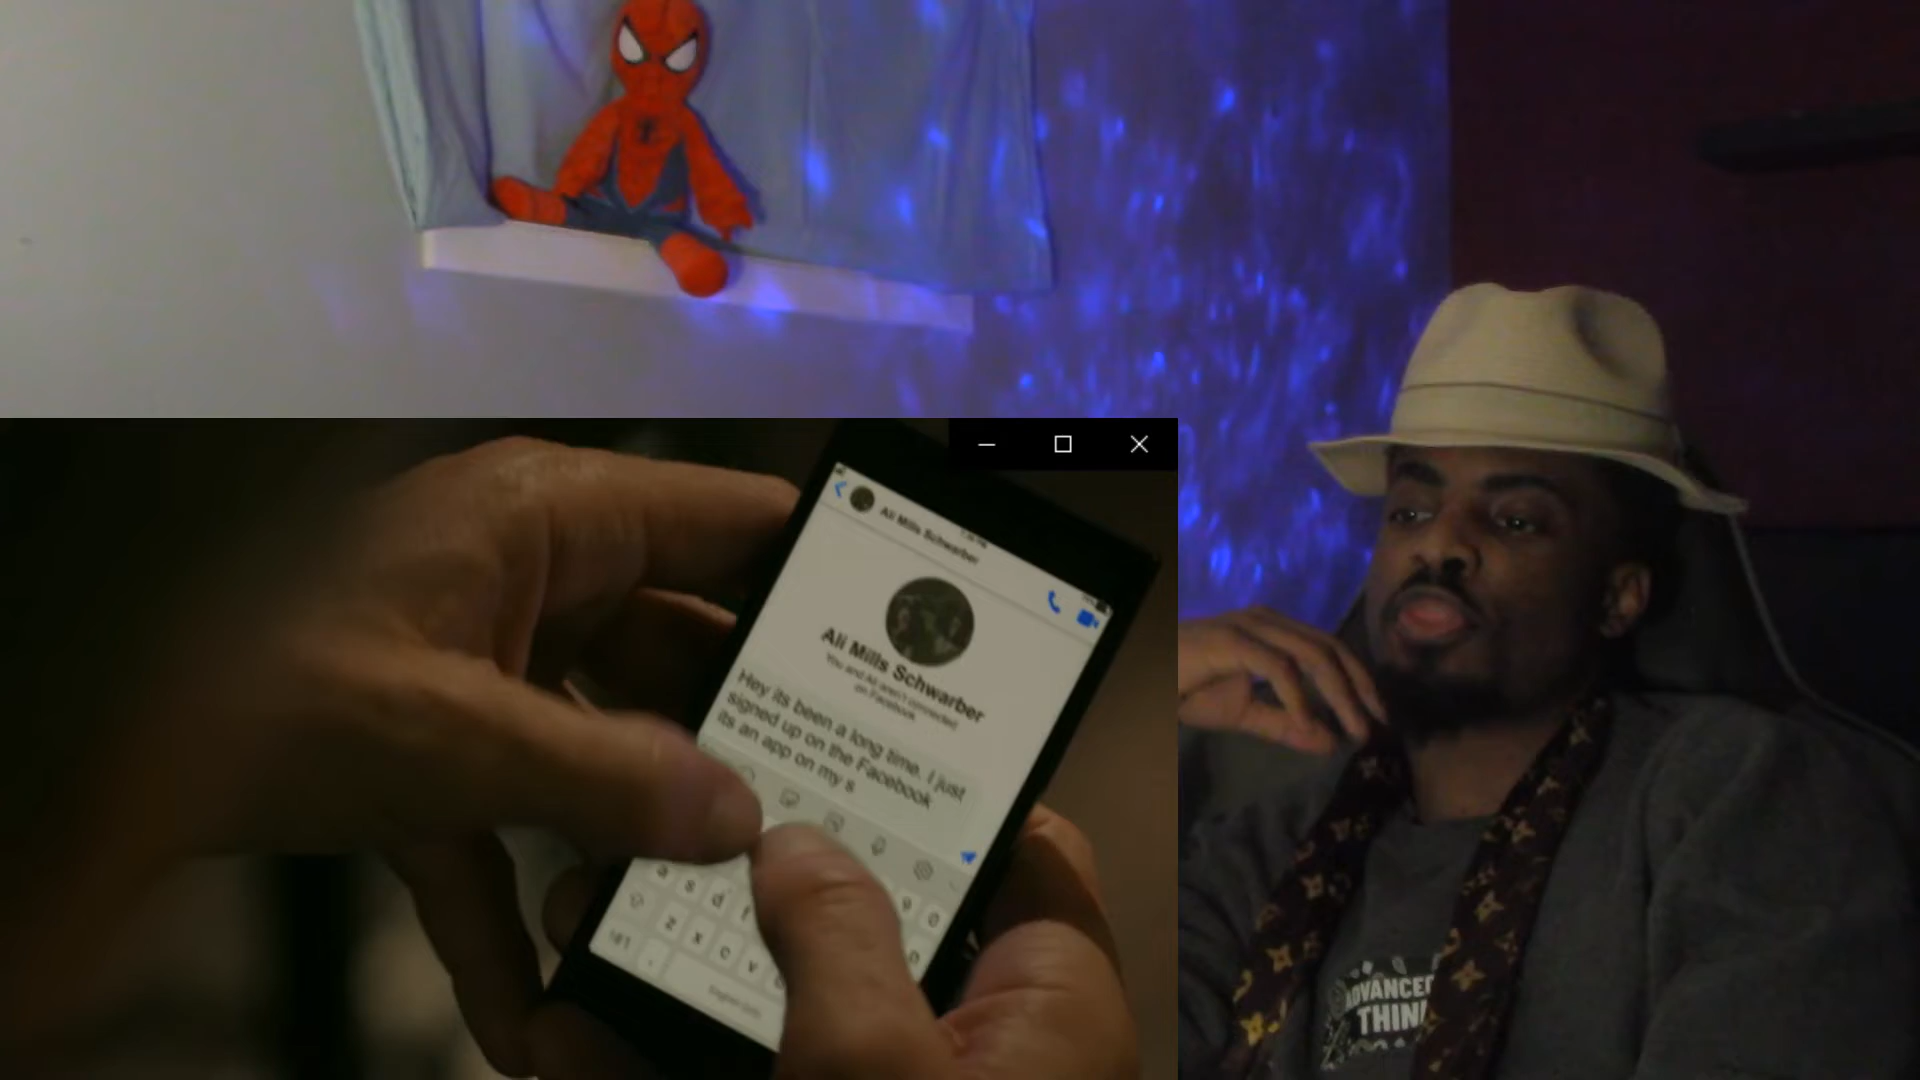 Ali Mills Schwarber
Ali Mills Schwarber
You and Ali aren't connected
on Facebook
Hey its been a long time. I just
signed up on the Facebook
its an app on my s
a s d f
z x c v
!#1
ADVANCED
THIN